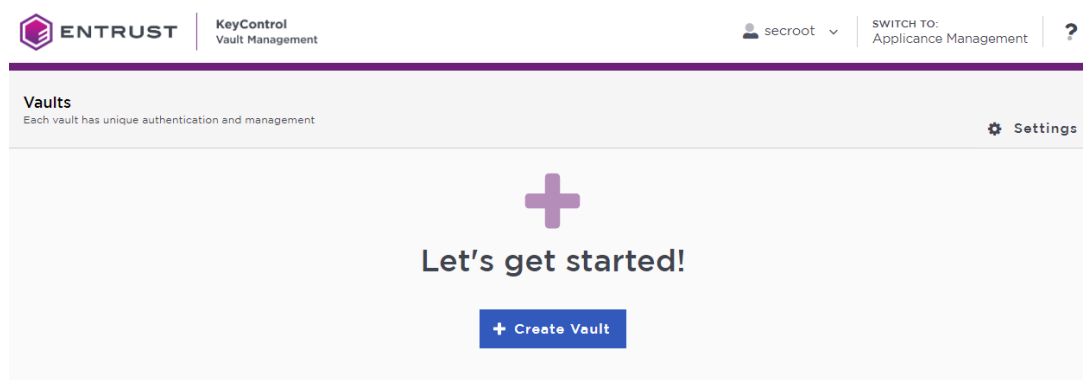 ENTRUST
KeyControl
Vault Management
secroot
SWITCH TO:
Applicance Management
?
Vaults
Each vault has unique authentication and management
Settings
Let's get started!
+ Create Vault